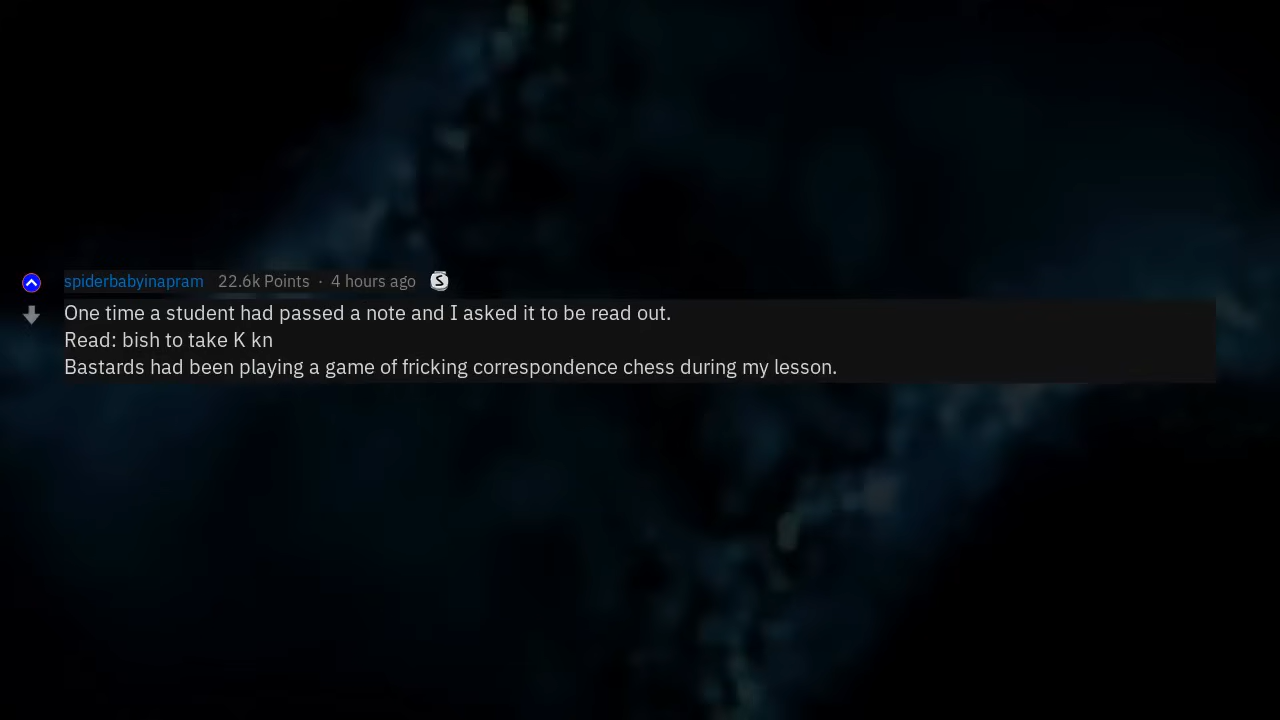 spiderbabyinapram 22.6k Points · 4 hours ago S
One time a student had passed a note and I asked it to be read out.
Read: bish to take K kn
Bastards had been playing a game of fricking correspondence chess during my lesson.